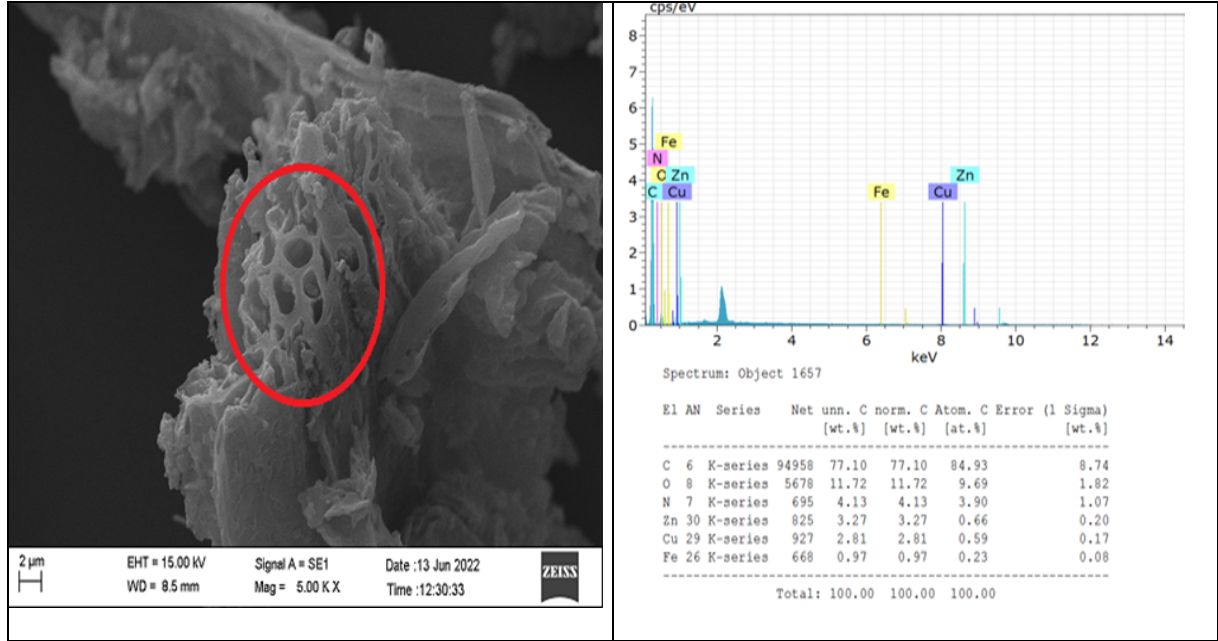 2 µm
EHT = 15.00 kV
Signal A = SE1
Date :13 Jun 2022
WD = 8.5 mm
Mag = 5.00 K X
Time :12:30:33
ZEISS
cps/eV
8
7
6
5
4
3
2
1
0
Fe
N
O Zn
Zn
C Cu
Fe
Cu
2 4 6 8 10 12 14
keV
Spectrum: Object 1657
El AN Series Net unn. C norm. C Atom. C Error (1 Sigma)
[wt.%] [wt.%] [at.%] [wt.%]
C 6 K-series 94958 77.10 77.10 84.93 8.74
O 8 K-series 5678 11.72 11.72 9.69 1.82
N 7 K-series 695 4.13 4.13 3.90 1.07
Zn 30 K-series 825 3.27 3.27 0.66 0.20
Cu 29 K-series 927 2.81 2.81 0.59 0.17
Fe 26 K-series 668 0.97 0.97 0.23 0.08
Total: 100.00 100.00 100.00